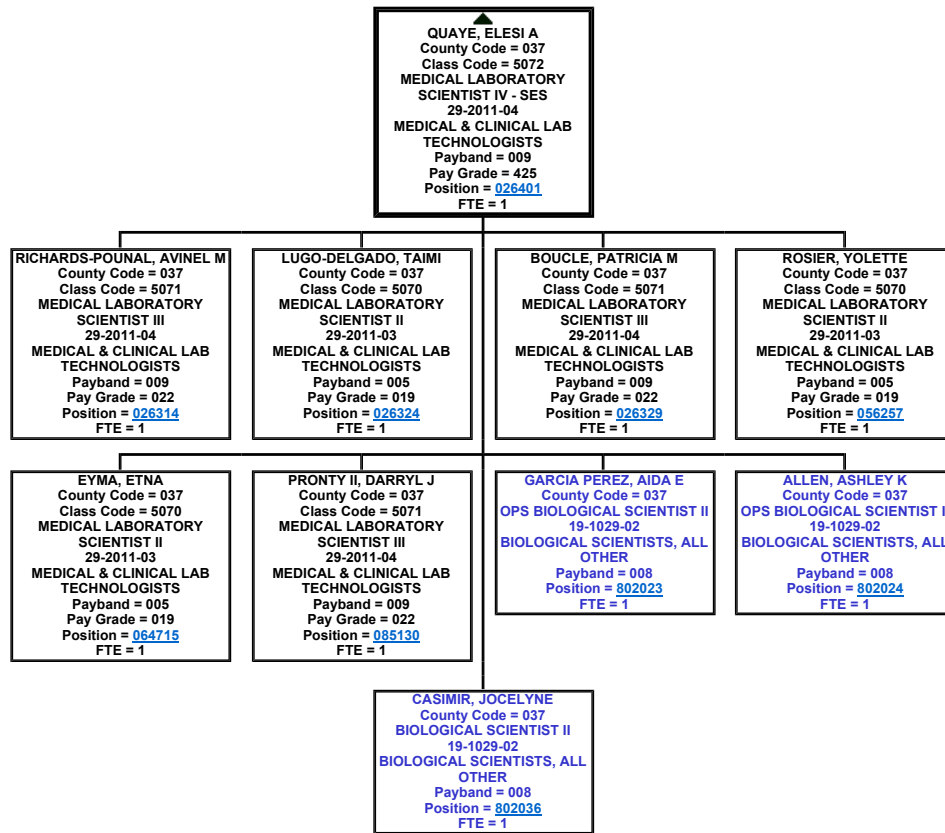 QUAYE, ELESI A
County Code = 037
Class Code = 5072
MEDICAL LABORATORY
SCIENTIST IV - SES
29-2011-04
MEDICAL & CLINICAL LAB
TECHNOLOGISTS
Payband = 009
Pay Grade = 425
Position = 026401
FTE = 1
RICHARDS-POUNAL, AVINEL M
County Code = 037
Class Code = 5071
MEDICAL LABORATORY
SCIENTIST III
29-2011-04
MEDICAL & CLINICAL LAB
TECHNOLOGISTS
Payband = 009
Pay Grade = 022
Position = 026314
FTE = 1
LUGO-DELGADO, TAIMI
County Code = 037
Class Code = 5070
MEDICAL LABORATORY
SCIENTIST II
29-2011-03
MEDICAL & CLINICAL LAB
TECHNOLOGISTS
Payband = 005
Pay Grade = 019
Position = 026324
FTE = 1
BOUCLE, PATRICIA M
County Code = 037
Class Code = 5071
MEDICAL LABORATORY
SCIENTIST III
29-2011-04
MEDICAL & CLINICAL LAB
TECHNOLOGISTS
Payband = 009
Pay Grade = 022
Position = 026329
FTE = 1
ROSIER, YOLETTE
County Code = 037
Class Code = 5070
MEDICAL LABORATORY
SCIENTIST II
29-2011-03
MEDICAL & CLINICAL LAB
TECHNOLOGISTS
Payband = 005
Pay Grade = 019
Position = 056257
FTE = 1
EYMA, ETNA
County Code = 037
Class Code = 5070
MEDICAL LABORATORY
SCIENTIST II
29-2011-03
MEDICAL & CLINICAL LAB
TECHNOLOGISTS
Payband = 005
Pay Grade = 019
Position = 064715
FTE = 1
PRONTY II, DARRYL J
County Code = 037
Class Code = 5071
MEDICAL LABORATORY
SCIENTIST III
29-2011-04
MEDICAL & CLINICAL LAB
TECHNOLOGISTS
Payband = 009
Pay Grade = 022
Position = 085130
FTE = 1
GARCIA PEREZ, AIDA E
County Code = 037
OPS BIOLOGICAL SCIENTIST II
19-1029-02
BIOLOGICAL SCIENTISTS, ALL
OTHER
Payband = 008
Position = 802023
FTE = 1
ALLEN, ASHLEY K
County Code = 037
OPS BIOLOGICAL SCIENTIST
19-1029-02
BIOLOGICAL SCIENTISTS, ALL
OTHER
Payband = 008
Position = 802024
FTE = 1
CASIMIR, JOCELYNE
County Code = 037
BIOLOGICAL SCIENTIST II
19-1029-02
BIOLOGICAL SCIENTISTS, ALL
OTHER
Payband = 008
Position = 802036
FTE = 1